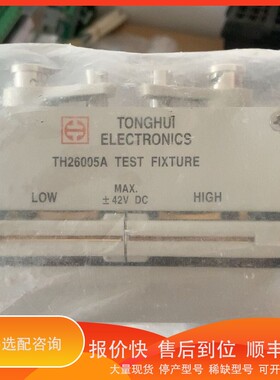 TONGHUI
ELECTRONICS
TH26005A TEST FIXTURE
LOW
MAX.
± 42V DC
HIGH
选配咨询
报价快 售后到位 顺丰
大量现货 停产型号 稀缺型号 可开